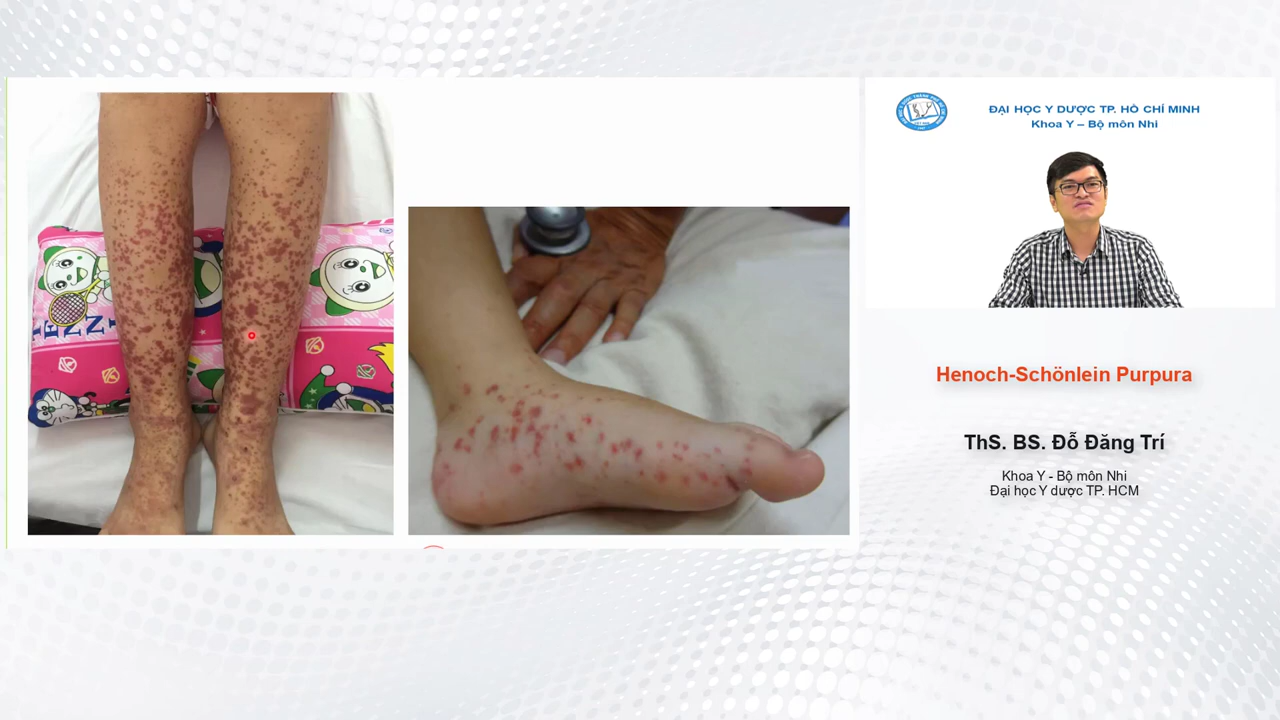 ĐẠI HỌC Y DƯỢC TP. HỒ CHÍ MINH
Khoa Y – Bộ môn Nhi
Henoch-Schönlein Purpura
ThS. BS. Đỗ Đăng Trí
Khoa Y - Bộ môn Nhi
Đại học Y dược TP. HCM